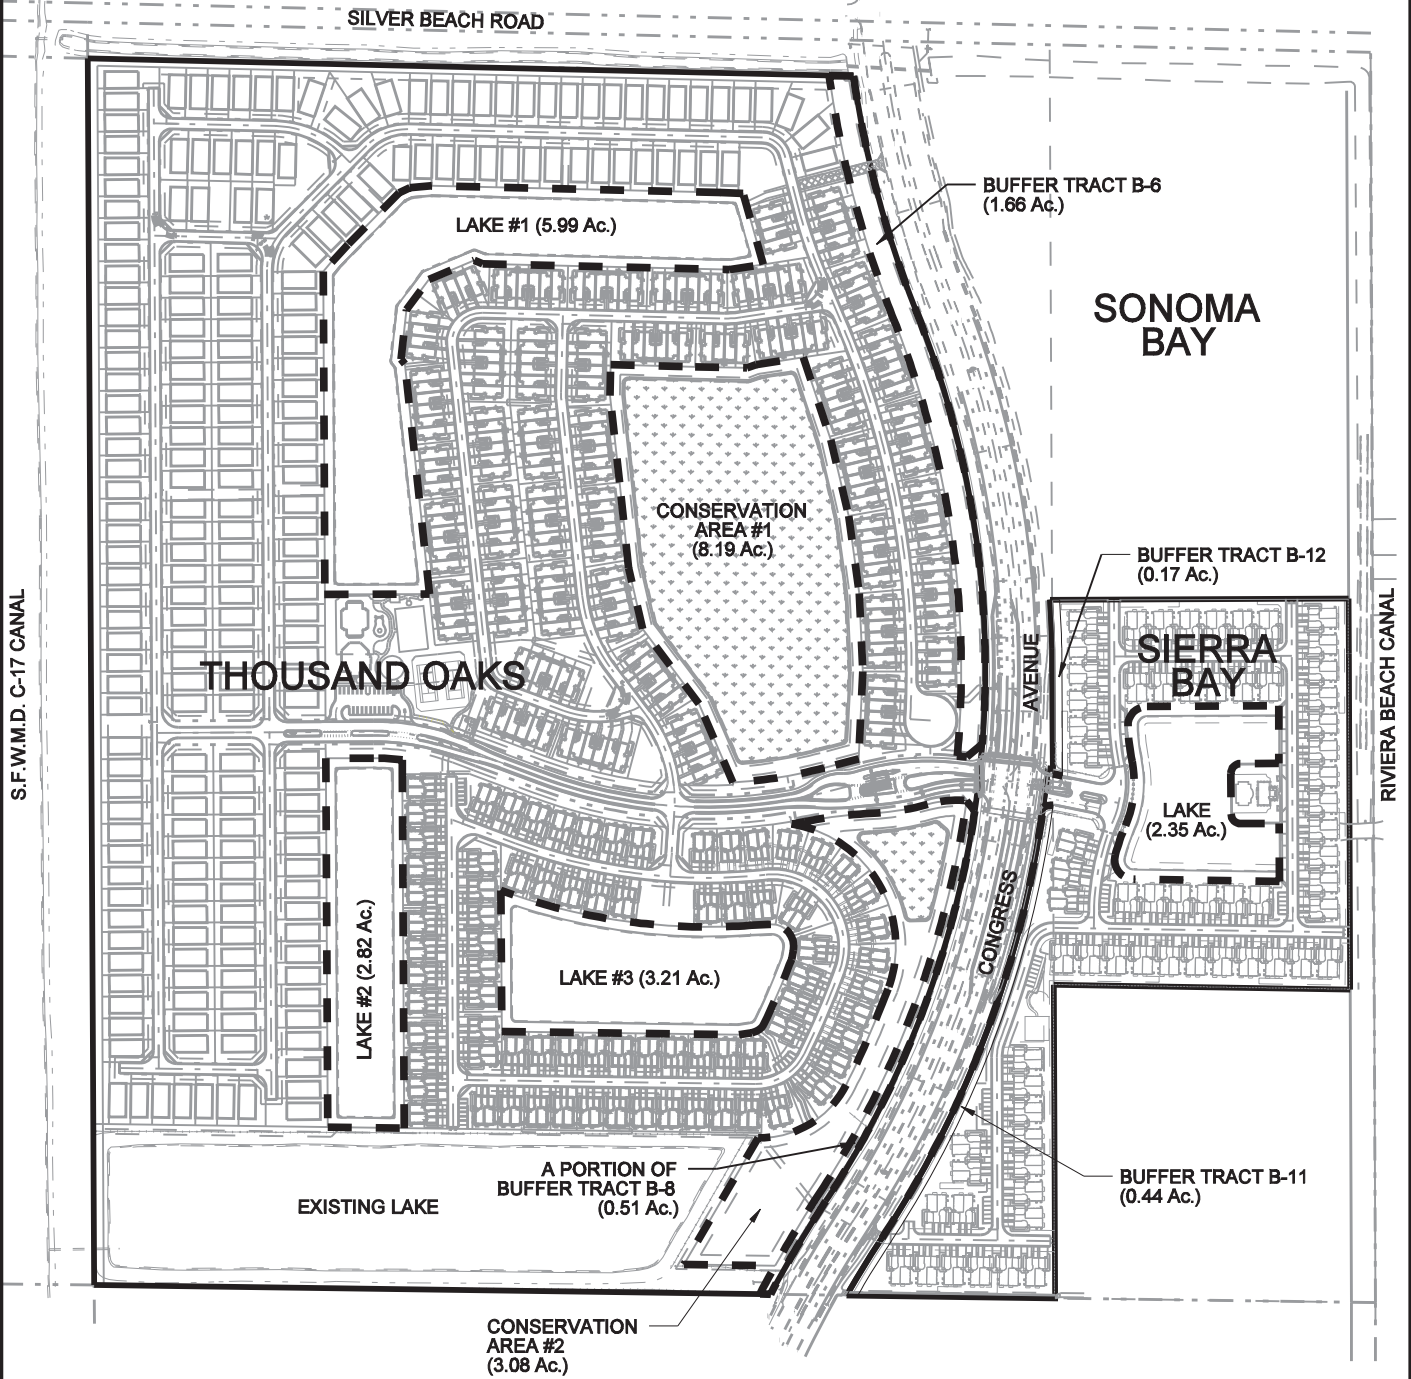 SILVER BEACH ROAD
BUFFER TRACT B-6
(1.66 Ac.)
LAKE #1 (5.99 Ac.)
SONOMA
BAY
CONSERVATION
AREA #1
(8.19 Ac.)
BUFFER TRACT B-12
(0.17 Ac.)
S.F.W.M.D. C-17 CANAL
THOUSAND OAKS
AVENUE
SIERRA
BAY
RIVIERA BEACH CANAL
LAKE
(2.35 Ac.)
CONGRESS
LAKE #2 (2.82 Ac.)
LAKE #3 (3.21 Ac.)
A PORTION OF
BUFFER TRACT B-8
(0.51 Ac.)
BUFFER TRACT B-11
(0.44 Ac.)
EXISTING LAKE
CONSERVATION
AREA #2
(3.08 Ac.)